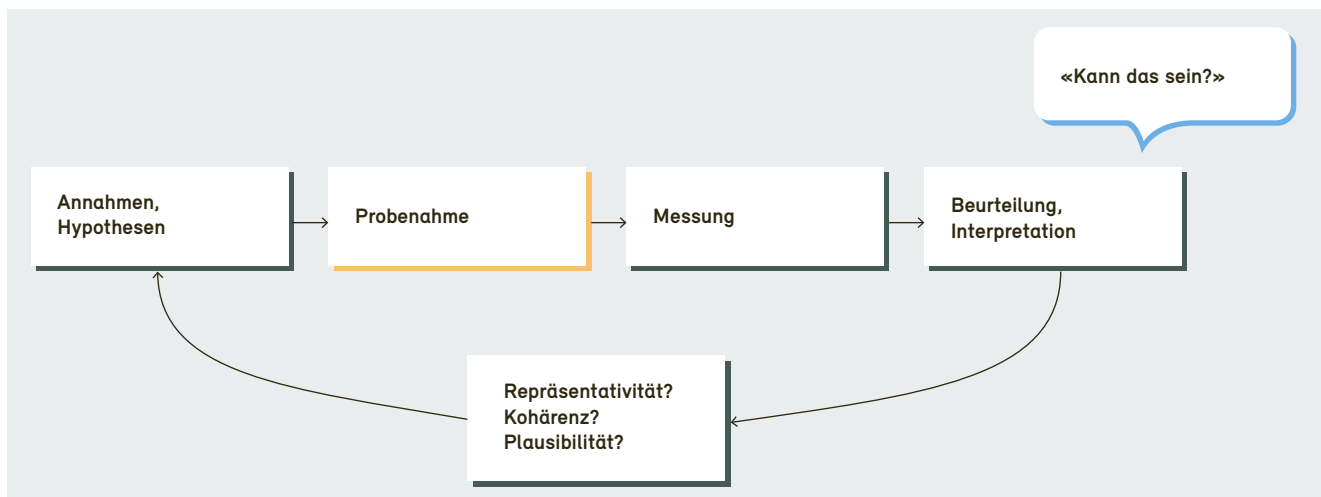 «Kann das sein?»
Annahmen,
Hypothesen
Probenahme
Messung
Beurteilung,
Interpretation
Repräsentativität?
Kohärenz?
Plausibilität?